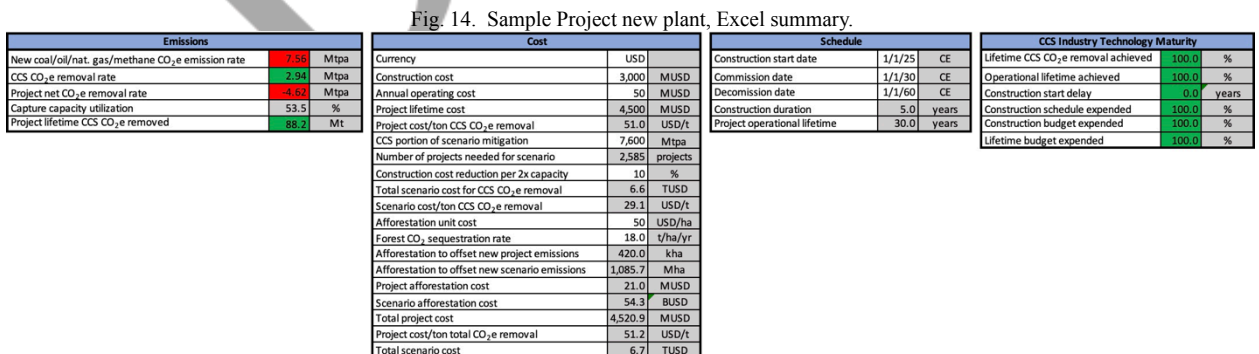 Fig. 14. Sample Project new plant, Excel summary.
Emissions
New coal/oil/nat. gas/methane CO2e emission rate 7.56 Mtpa
CCS CO2e removal rate 2.94 Mtpa
Project net CO2e removal rate -4.62 Mtpa
Capture capacity utilization 53.5 %
Project lifetime CCS CO2e removed 88.2 Mt
Cost
Currency USD
Construction cost 3,000 MUSD
Annual operating cost 50 MUSD
Project lifetime cost 4,500 MUSD
Project cost/ton CCS CO2e removal 51.0 USD/t
CCS portion of scenario mitigation 7,600 Mtpa
Number of projects needed for scenario 2,585 projects
Construction cost reduction per 2x capacity 10 %
Total scenario cost for CCS CO2e removal 6.6 TUSD
Scenario cost/ton CCS CO2e removal 29.1 USD/t
Afforestation unit cost 50 USD/ha
Forest CO2 sequestration rate 18.0 t/ha/yr
Afforestation to offset new project emissions 420.0 kha
Afforestation to offset new scenario emissions 1,085.7 Mha
Project afforestation cost 21.0 MUSD
Scenario afforestation cost 54.3 BUSD
Total project cost 4,520.9 MUSD
Project cost/ton total CO2e removal 51.2 USD/t
Total scenario cost 6.7 TUSD
Schedule
Construction start date 1/1/25 CE
Commission date 1/1/30 CE
Decomission date 1/1/60 CE
Construction duration 5.0 years
Project operational lifetime 30.0 years
CCS Industry Technology Maturity
Lifetime CCS CO2e removal achieved 100.0 %
Operational lifetime achieved 100.0 %
Construction start delay 0.0 years
Construction schedule expended 100.0 %
Construction budget expended 100.0 %
Lifetime budget expended 100.0 %